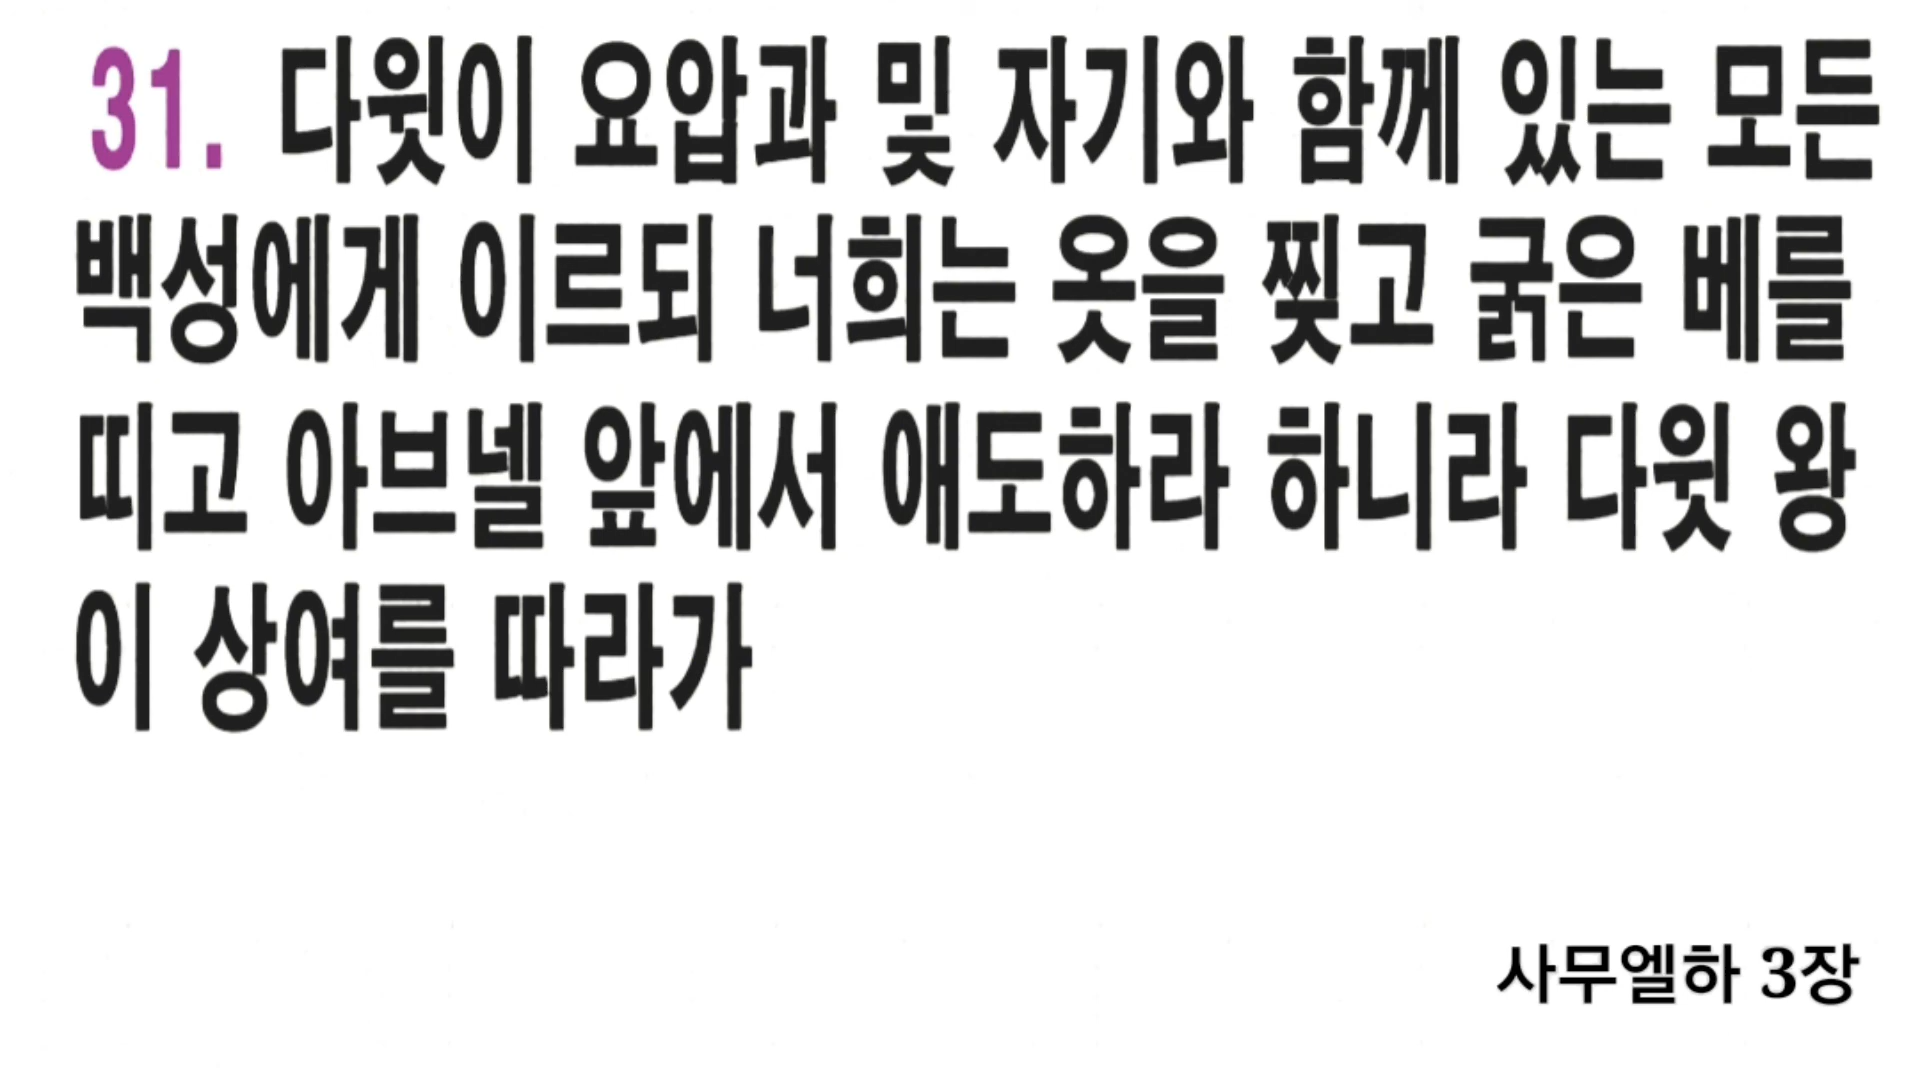 31. 다윗이 요압과 및 자기와 함께 있는 모든
백성에게 이르되 너희는 옷을 찢고 굵은 베를
띠고 아브넬 앞에서 애도하라 하니라 다윗 왕
이 상여를 따라가
사무엘하 3장